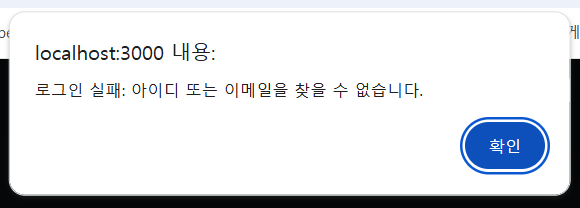 localhost:3000 내용:
로그인 실패: 아이디 또는 이메일을 찾을 수 없습니다.
확인